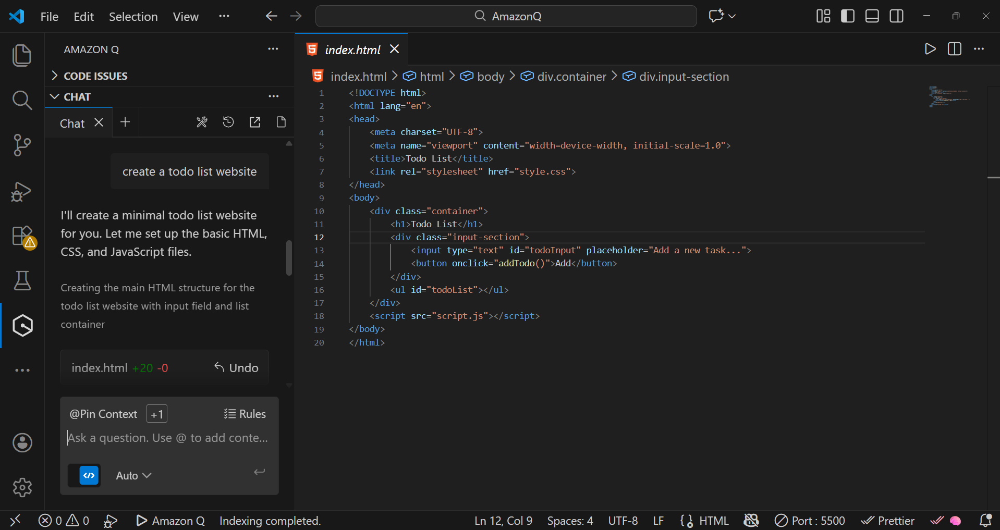 File Edit Selection View ··· AmazonQ
AMAZON Q
CODE ISSUES
CHAT
Chat
create a todo list website
I'll create a minimal todo list website
for you. Let me set up the basic HTML,
CSS, and JavaScript files.
Creating the main HTML structure for the
todo list website with input field and list
container
index.html +20 -0 Undo
@Pin Context +1 Rules
Ask a question. Use @ to add conte...
Auto
index.html
index.html > html > body > div.container > div.input-section
1 <!DOCTYPE html>
2 <html lang="en">
3 <head>
4 <meta charset="UTF-8">
5 <meta name="viewport" content="width=device-width, initial-scale=1.0">
6 <title>Todo List</title>
7 <link rel="stylesheet" href="style.css">
8 </head>
9 <body>
10 <div class="container">
11 <h1>Todo List</h1>
12 <div class="input-section">
13 <input type="text" id="todoInput" placeholder="Add a new task...">
14 <button onclick="addTodo()">Add</button>
15 </div>
16 <ul id="todoList"></ul>
17 </div>
18 <script src="script.js"></script>
19 </body>
20 </html>
0 0 Amazon Q Indexing completed. Ln 12, Col 9 Spaces: 4 UTF-8 LF HTML Port : 5500 Prettier